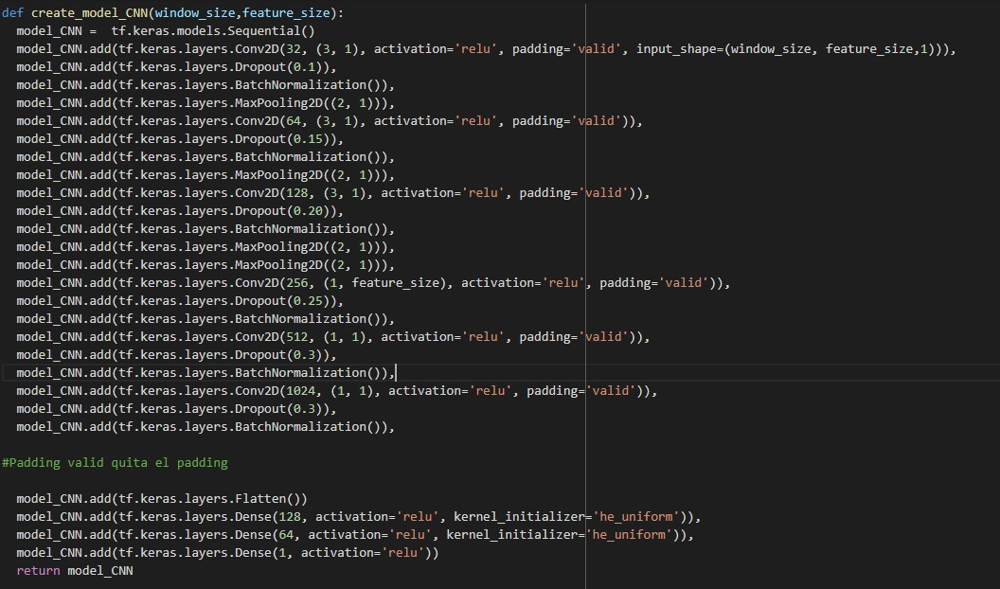 def create_model_CNN(window_size,feature_size):
  model_CNN =  tf.keras.models.Sequential()
  model_CNN.add(tf.keras.layers.Conv2D(32, (3, 1), activation='relu', padding='valid', input_shape=(window_size, feature_size,1))),
  model_CNN.add(tf.keras.layers.Dropout(0.1)),
  model_CNN.add(tf.keras.layers.BatchNormalization()),
  model_CNN.add(tf.keras.layers.MaxPooling2D((2, 1))),
  model_CNN.add(tf.keras.layers.Conv2D(64, (3, 1), activation='relu', padding='valid')),
  model_CNN.add(tf.keras.layers.Dropout(0.15)),
  model_CNN.add(tf.keras.layers.BatchNormalization()),
  model_CNN.add(tf.keras.layers.MaxPooling2D((2, 1))),
  model_CNN.add(tf.keras.layers.Conv2D(128, (3, 1), activation='relu', padding='valid')),
  model_CNN.add(tf.keras.layers.Dropout(0.20)),
  model_CNN.add(tf.keras.layers.BatchNormalization()),
  model_CNN.add(tf.keras.layers.MaxPooling2D((2, 1))),
  model_CNN.add(tf.keras.layers.MaxPooling2D((2, 1))),
  model_CNN.add(tf.keras.layers.Conv2D(256, (1, feature_size), activation='relu', padding='valid')),
  model_CNN.add(tf.keras.layers.Dropout(0.25)),
  model_CNN.add(tf.keras.layers.BatchNormalization()),
  model_CNN.add(tf.keras.layers.Conv2D(512, (1, 1), activation='relu', padding='valid')),
  model_CNN.add(tf.keras.layers.Dropout(0.3)),
  model_CNN.add(tf.keras.layers.BatchNormalization()),
  model_CNN.add(tf.keras.layers.Conv2D(1024, (1, 1), activation='relu', padding='valid')),
  model_CNN.add(tf.keras.layers.Dropout(0.3)),
  model_CNN.add(tf.keras.layers.BatchNormalization()),
#Padding valid quita el padding
  model_CNN.add(tf.keras.layers.Flatten())
  model_CNN.add(tf.keras.layers.Dense(128, activation='relu', kernel_initializer='he_uniform')),
  model_CNN.add(tf.keras.layers.Dense(64, activation='relu', kernel_initializer='he_uniform')),
  model_CNN.add(tf.keras.layers.Dense(1, activation='relu'))
  return model_CNN